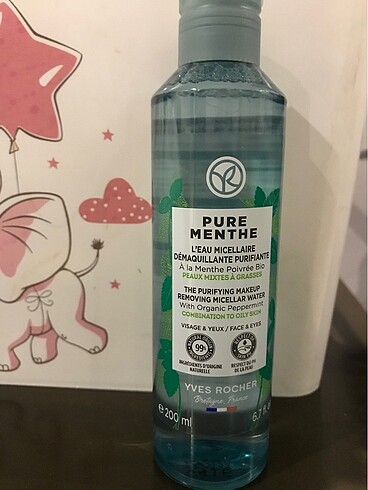 PURE
MENTHE
L'EAU MICELLAIRE
DÉMAQUILLANTE PURIFIANTE
À la Menthe Poivrée Bio
PEAUX MIXTES À GRASSES
THE PURIFYING MAKEUP
REMOVING MICELLAR WATER
With Organic Peppermint
COMBINATION TO OILY SKIN
VISAGE & YEUX / FACE & EYES
99%
INGRÉDIENTS D'ORIGINE
NATURELLE
RESPECT DU PH
DE LA PEAU
YVES ROCHER
Bretagne, France
e 200 ml
6.7 fl